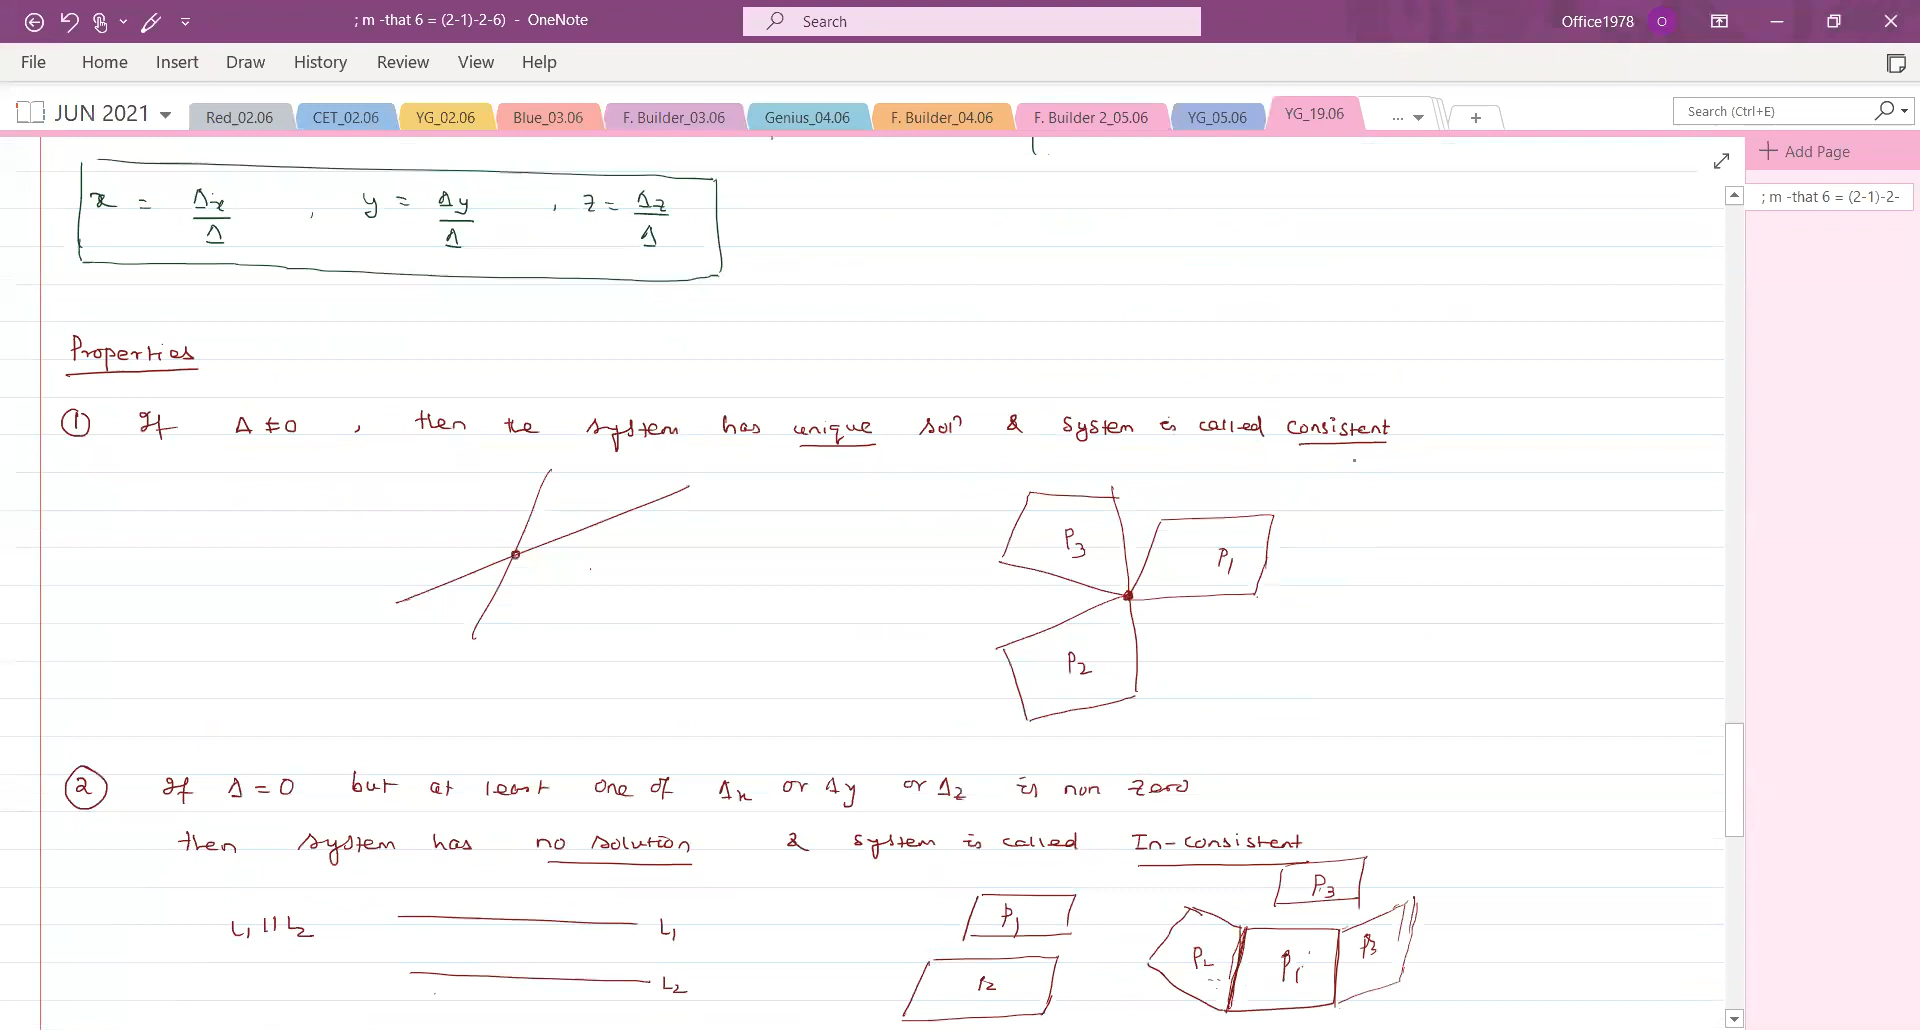 ; m -that 6 = (2-1)-2-6) - OneNote
Search
Office1978
O
File Home Insert Draw History Review View Help
JUN 2021
Red_02.06 CET_02.06 YG_02.06 Blue_03.06 F. Builder_03.06 Genius_04.06 F. Builder_04.06 F. Builder 2_05.06 YG_05.06 YG_19.06 ... +
Search (Ctrl+E)
+ Add Page
; m -that 6 = (2-1)-2-
x = Δx/Δ , y = Δy/Δ , z = Δz/Δ
Properties
① If Δ ≠ 0 , then the system has unique solⁿ & system is called consistent
P3
P1
P2
② If Δ = 0 but at least one of Δx or Δy or Δz is non zero
then system has no solution & system is called In-consistent
L1 || L2
L1
L2
P1
P2
P3
P2 P1 P3